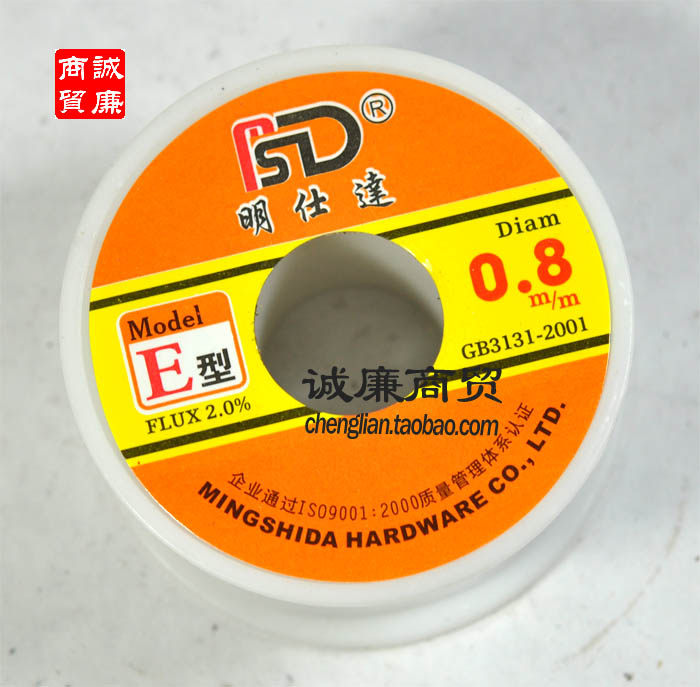 商誠
貿廉
MSD®
明仕達
Diam
0.8
m/m
GB3131-2001
Model
E型
FLUX 2.0%
诚廉商贸
chenglian.taobao.com
企业通过ISO9001:2000质量管理体系认证
MINGSHIDA HARDWARE CO., LTD.